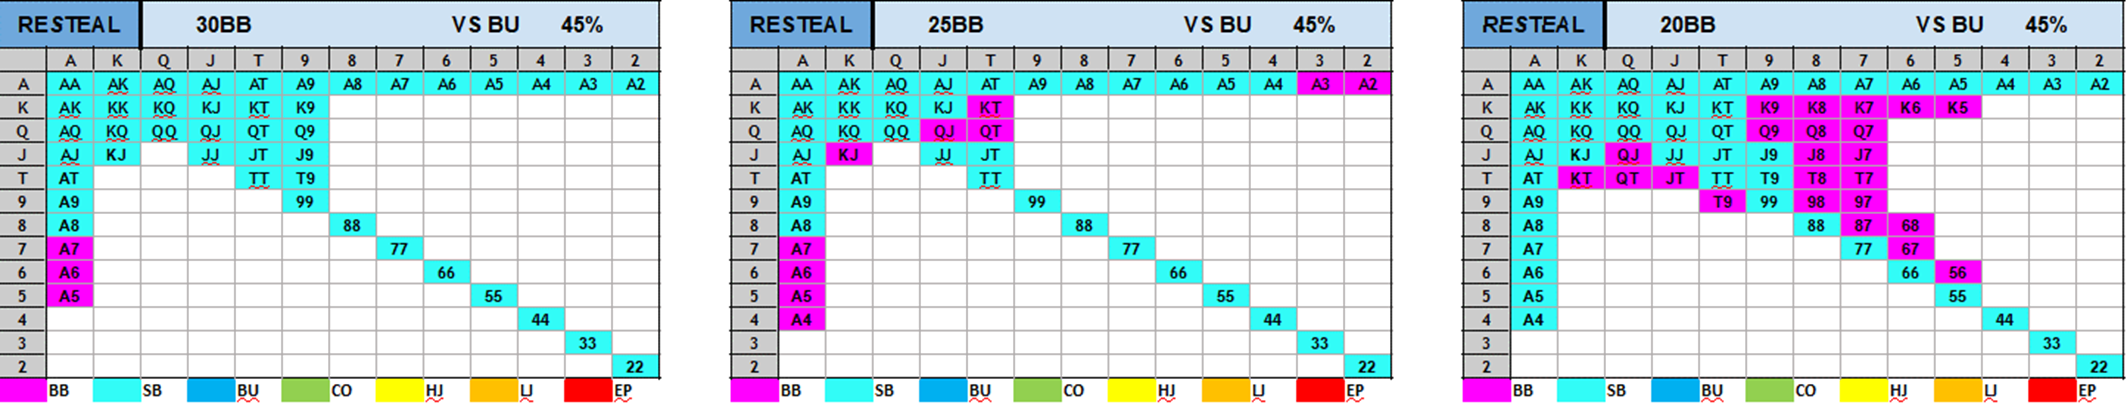 RESTEAL 30BB VS BU 45%
A K Q J T 9 8 7 6 5 4 3 2
A AA AK AQ AJ AT A9 A8 A7 A6 A5 A4 A3 A2
K AK KK KQ KJ KT K9
Q AQ KQ QQ QJ QT Q9
J AJ KJ JJ JT J9
T AT TT T9
9 A9 99
8 A8 88
7 A7 77
6 A6 66
5 A5 55
4 44
3 33
2 22
BB SB BU CO HJ LJ EP
RESTEAL 25BB VS BU 45%
A K Q J T 9 8 7 6 5 4 3 2
A AA AK AQ AJ AT A9 A8 A7 A6 A5 A4 A3 A2
K AK KK KQ KJ KT
Q AQ KQ QQ QJ QT
J AJ KJ JJ JT
T AT TT
9 A9 99
8 A8 88
7 A7 77
6 A6 66
5 A5 55
4 A4 44
3 33
2 22
BB SB BU CO HJ LJ EP
RESTEAL 20BB VS BU 45%
A K Q J T 9 8 7 6 5 4 3 2
A AA AK AQ AJ AT A9 A8 A7 A6 A5 A4 A3 A2
K AK KK KQ KJ KT K9 K8 K7 K6 K5
Q AQ KQ QQ QJ QT Q9 Q8 Q7
J AJ KJ QJ JJ JT J9 J8 J7
T AT KT QT JT TT T9 T8 T7
9 A9 T9 99 98 97
8 A8 88 87 68
7 A7 77 67
6 A6 66 56
5 A5 55
4 A4 44
3 33
2 22
BB SB BU CO HJ LJ EP